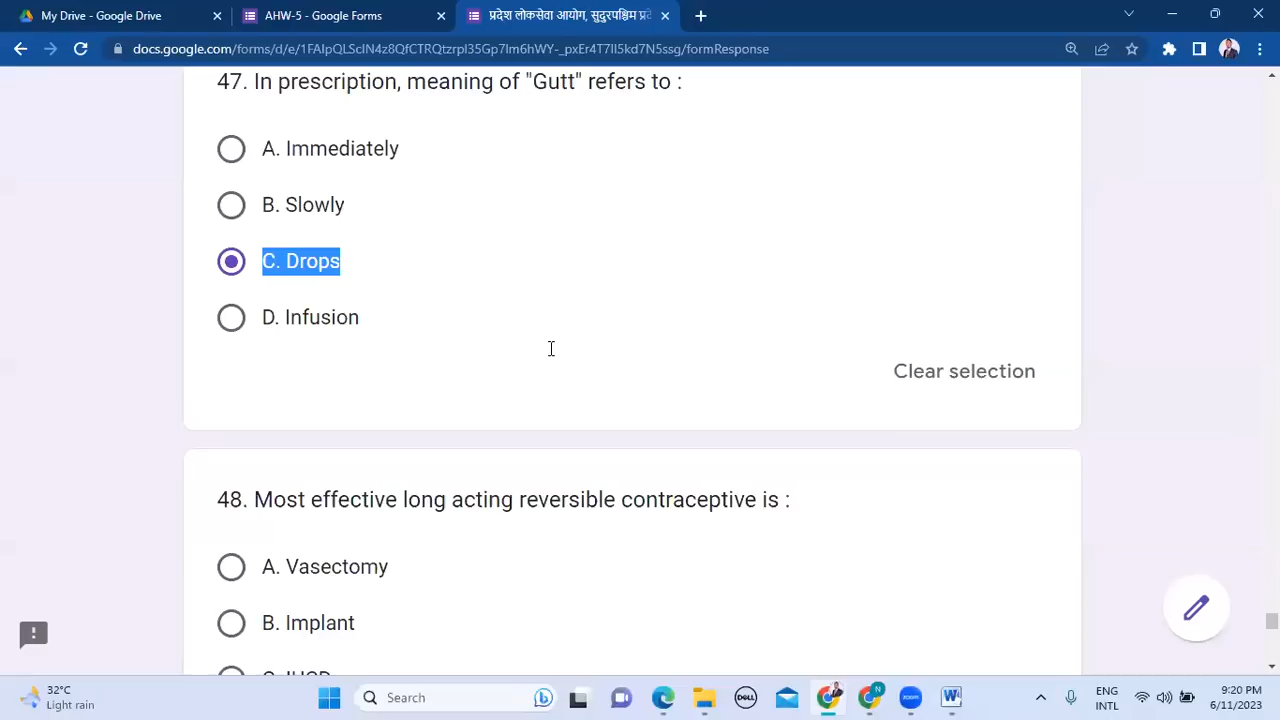 My Drive - Google Drive
AHW-5 - Google Forms
प्रदेश लोकसेवा आयोग, सुदुरपश्चिम प्रदे
docs.google.com/forms/d/e/1FAIpQLScIN4z8QfCTRQtzrpI35Gp7Im6hWY-_pxEr4T7II5kd7N5ssg/formResponse
47. In prescription, meaning of "Gutt" refers to :
A. Immediately
B. Slowly
C. Drops
D. Infusion
Clear selection
48. Most effective long acting reversible contraceptive is :
A. Vasectomy
B. Implant
C. IUCD
32°C
Light rain
Search
DELL
ENG
INTL
9:20 PM
6/11/2023